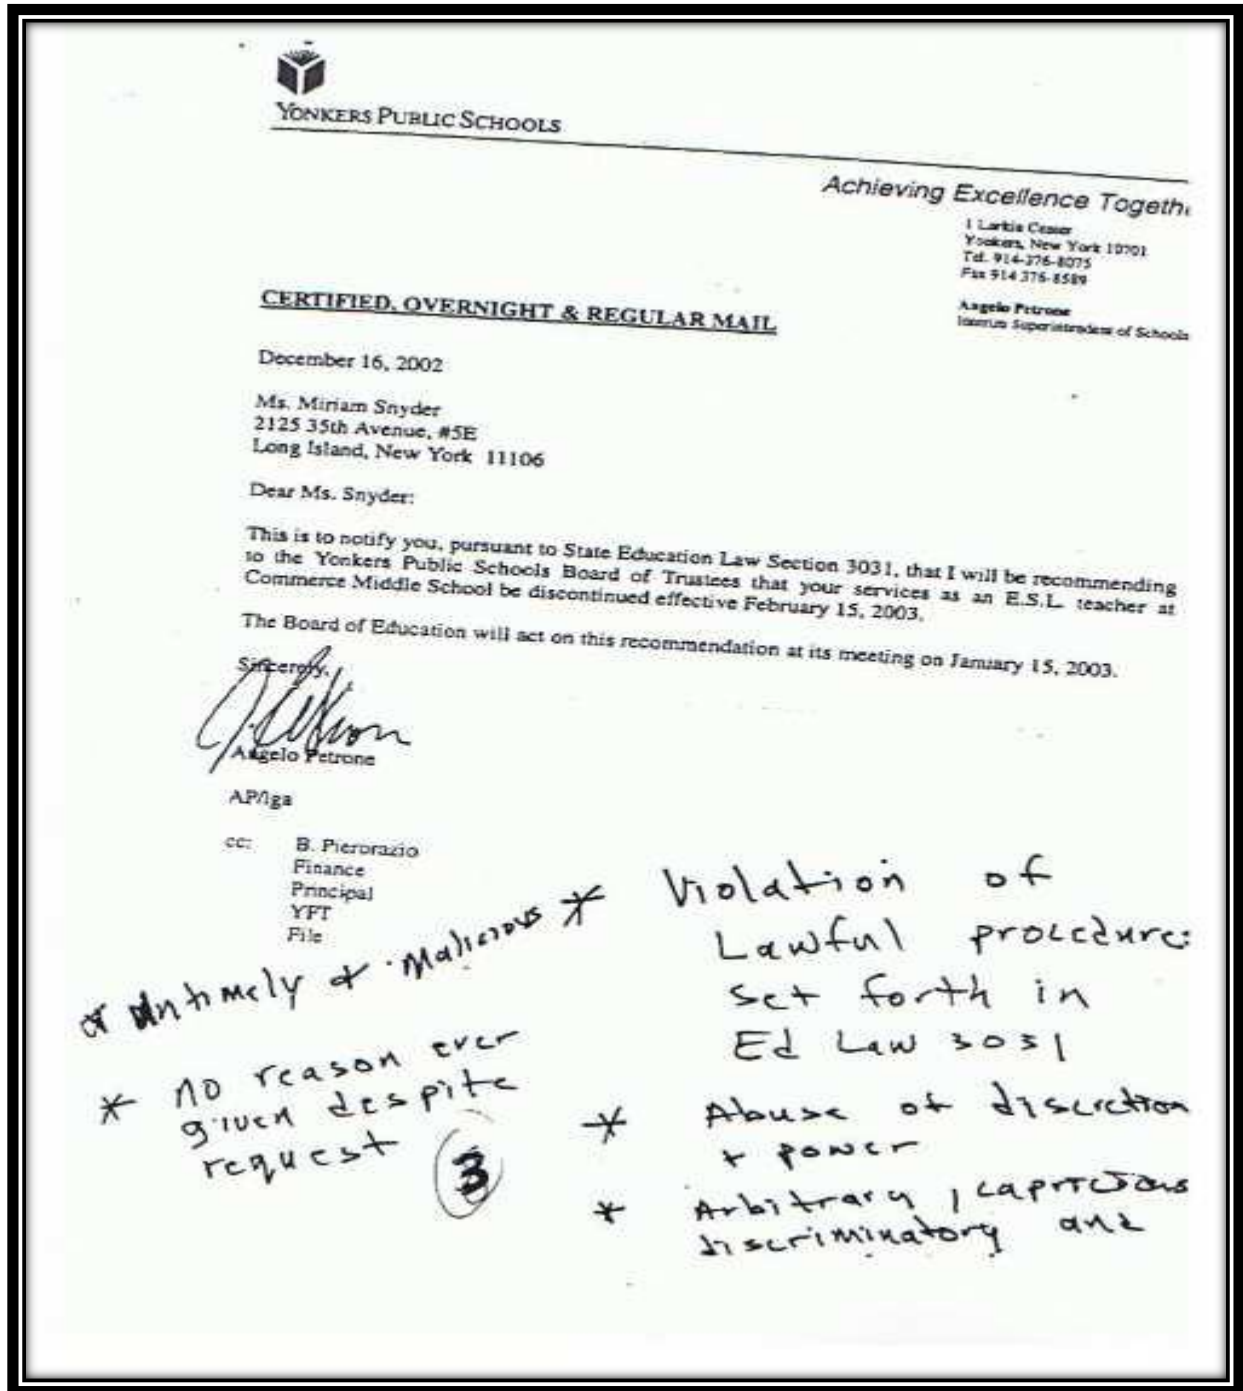 YONKERS PUBLIC SCHOOLS
Achieving Excellence Togeth
1 Larkin Center
Yonkers, New York 10701
Tel. 914-376-8075
Fax 914 376-8589
Angelo Petrone
Interim Superintendent of Schools
CERTIFIED, OVERNIGHT & REGULAR MAIL
December 16, 2002
Ms. Miriam Snyder
2125 35th Avenue, #5E
Long Island, New York 11106
Dear Ms. Snyder:
This is to notify you, pursuant to State Education Law Section 3031, that I will be recommending
to the Yonkers Public Schools Board of Trustees that your services as an E.S.L. teacher at
Commerce Middle School be discontinued effective February 15, 2003.
The Board of Education will act on this recommendation at its meeting on January 15, 2003.
Sincerely,
Angelo Petrone
AP/lga
cc: B. Pierorazio
Finance
Principal
YFT
File
* Untimely & Malicious
* no reason ever
given despite
request
3
* Violation of
Lawful procedure:
Set forth in
Ed Law 3031
* Abuse of discretion
+ power
* Arbitrary, capricious
discriminatory and